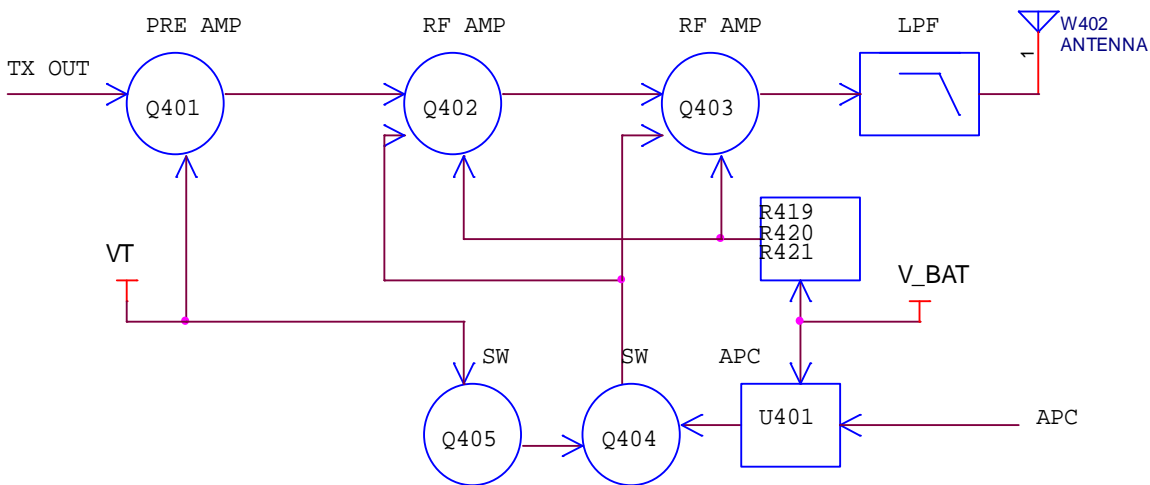 PRE AMP
RF AMP
RF AMP
LPF
W402
ANTENNA
1
TX OUT
Q401
Q402
Q403
R419
R420
R421
VT
V_BAT
SW
SW
APC
Q405
Q404
U401
APC